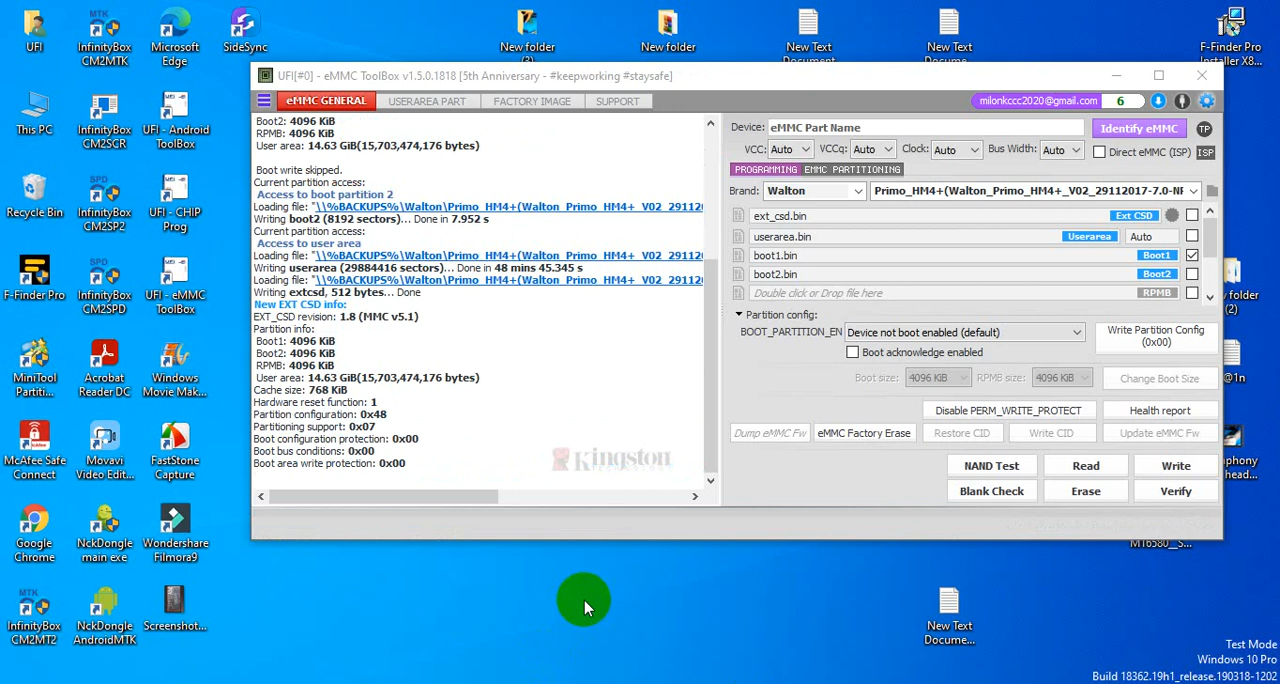 UFI
InfinityBox
CM2MTK
Microsoft
Edge
SideSync
New folder
(3)
New folder
New Text
Document
New Text
Docume...
F-Finder Pro
Installer X8...
This PC
InfinityBox
CM2SCR
UFI - Android
ToolBox
Recycle Bin
InfinityBox
CM2SP2
UFI - CHIP
Prog
F-Finder Pro
InfinityBox
CM2SPD
UFI - eMMC
ToolBox
MiniTool
Partiti...
Acrobat
Reader DC
Windows
Movie Mak...
McAfee Safe
Connect
Movavi
Video Edit...
FastStone
Capture
Google
Chrome
NckDongle
main exe
Wondershare
Filmora9
InfinityBox
CM2MT2
NckDongle
AndroidMTK
Screenshot...
UFI[#0] - eMMC ToolBox v1.5.0.1818 [5th Anniversary - #keepworking #staysafe]
eMMC GENERAL USERAREA PART FACTORY IMAGE SUPPORT
milonkccc2020@gmail.com 6
Boot2: 4096 KiB
RPMB: 4096 KiB
User area: 14.63 GiB(15,703,474,176 bytes)
Boot write skipped.
Current partition access:
Access to boot partition 2
Loading file: "\\%BACKUPS%\Walton\Primo_HM4+(Walton_Primo_HM4+_V02_29112
Writing boot2 (8192 sectors)... Done in 7.952 s
Current partition access:
Access to user area
Loading file: "\\%BACKUPS%\Walton\Primo_HM4+(Walton_Primo_HM4+_V02_29112
Writing userarea (29884416 sectors)... Done in 48 mins 45.345 s
Loading file: "\\%BACKUPS%\Walton\Primo_HM4+(Walton_Primo_HM4+_V02_29112
Writing extcsd, 512 bytes... Done
New EXT CSD info:
EXT_CSD revision: 1.8 (MMC v5.1)
Partition info:
Boot1: 4096 KiB
Boot2: 4096 KiB
RPMB: 4096 KiB
User area: 14.63 GiB(15,703,474,176 bytes)
Cache size: 768 KiB
Hardware reset function: 1
Partition configuration: 0x48
Partitioning support: 0x07
Boot configuration protection: 0x00
Boot bus conditions: 0x00
Boot area write protection: 0x00
Kingston
Device: eMMC Part Name Identify eMMC TP
VCC: Auto VCCq: Auto Clock: Auto Bus Width: Auto Direct eMMC (ISP) ISP
PROGRAMMING EMMC PARTITIONING
Brand: Walton Primo_HM4+(Walton_Primo_HM4+_V02_29112017-7.0-NF
ext_csd.bin Ext CSD
userarea.bin Userarea Auto
boot1.bin Boot1
boot2.bin Boot2
Double click or Drop file here RPMB
Partition config:
BOOT_PARTITION_EN Device not boot enabled (default)
Write Partition Config
(0x00)
Boot acknowledge enabled
Boot size: 4096 KiB RPMB size: 4096 KiB Change Boot Size
Disable PERM_WRITE_PROTECT Health report
Dump eMMC Fw eMMC Factory Erase Restore CID Write CID Update eMMC Fw
NAND Test Read Write
Blank Check Erase Verify
(2)
@1n
head...
New Text
Docume...
Test Mode
Windows 10 Pro
Build 18362.19h1_release.190318-1202